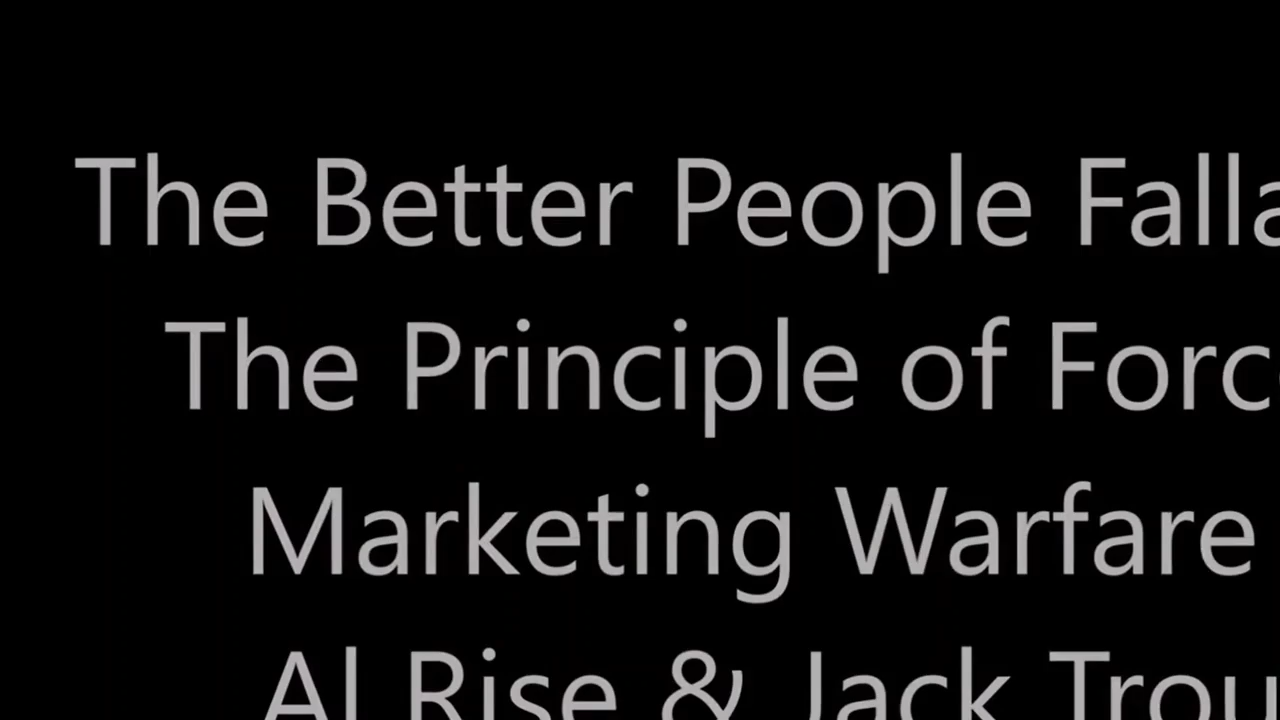 The Better People Falla
The Principle of Forc
Marketing Warfare
Al Rise & Jack Trou